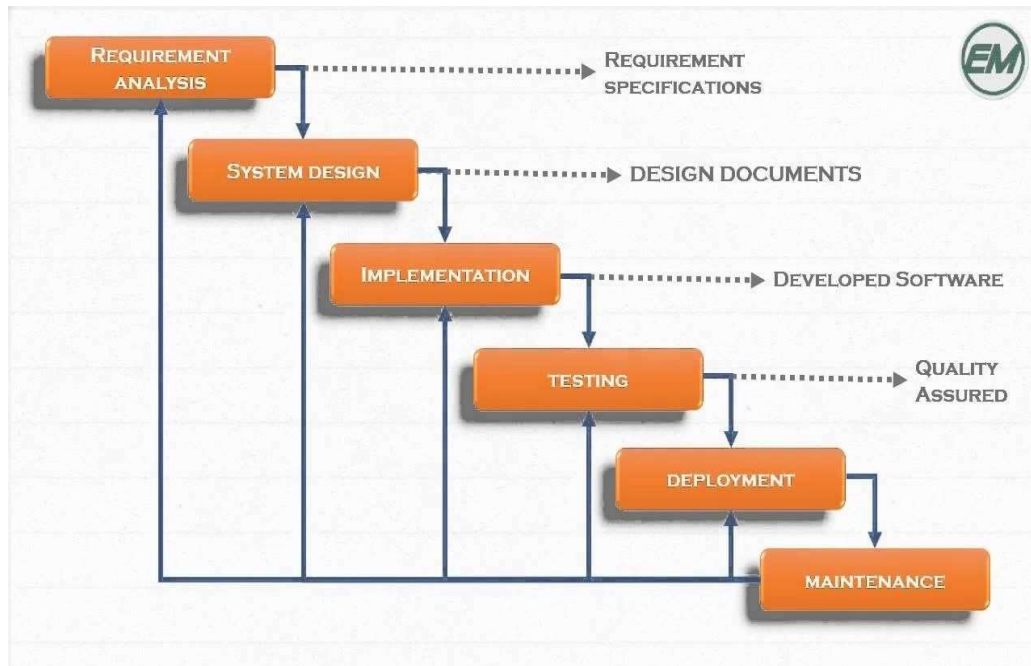 REQUIREMENT
ANALYSIS
REQUIREMENT
SPECIFICATIONS
EM
SYSTEM DESIGN
DESIGN DOCUMENTS
IMPLEMENTATION
DEVELOPED SOFTWARE
TESTING
QUALITY
ASSURED
DEPLOYMENT
MAINTENANCE